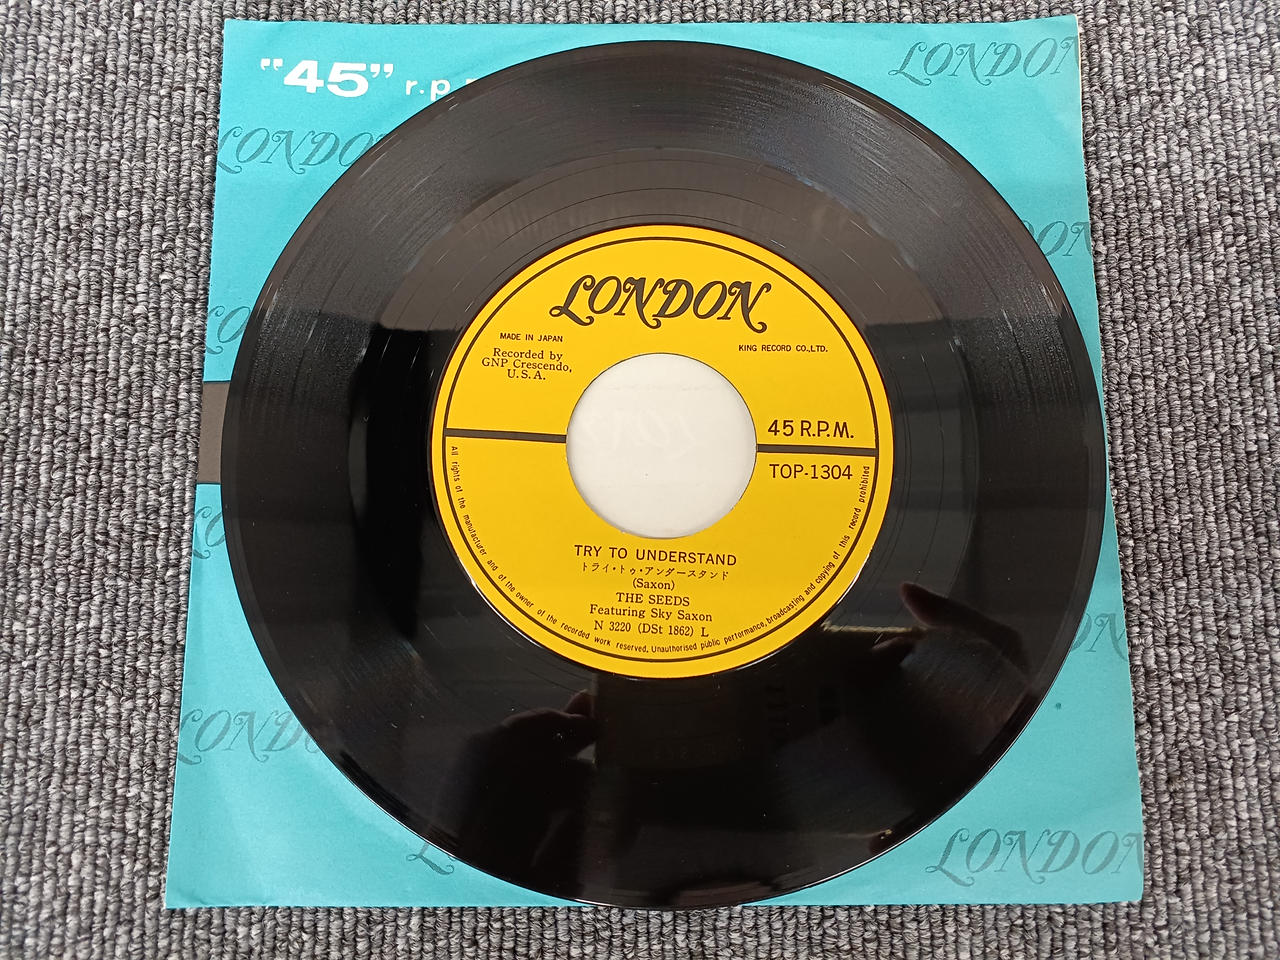 "45" r.p
LONDON
LONDO
LONDON
MADE IN JAPAN
KING RECORD CO.,LTD.
Recorded by
GNP Crescendo,
U.S.A.
45 R.P.M.
TOP-1304
TRY TO UNDERSTAND
トライ・トゥ・アンダースタンド
(Saxon)
THE SEEDS
Featuring Sky Saxon
N 3220 (DSt 1862) L
All rights of the manufacturer and of the owner of the recorded work reserved. Unauthorised public performance, broadcasting and copying of this record prohibited
LONDO
LONDON